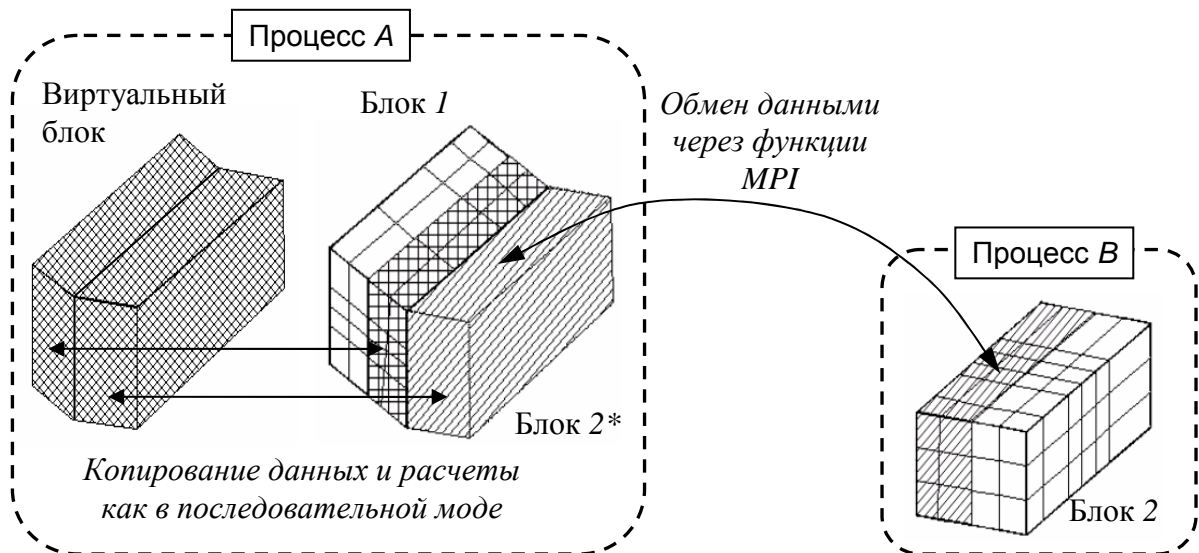 Процесс A
Виртуальный
блок
Блок 1
Обмен данными
через функции
MPI
Процесс B
Блок 2*
Копирование данных и расчеты
как в последовательной моде
Блок 2